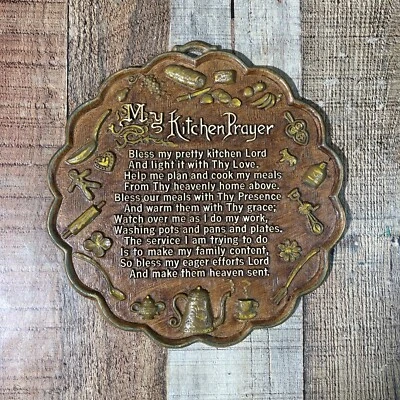 My Kitchen Prayer
Bless my pretty kitchen Lord
And light it with Thy Love.
Help me plan and cook my meals
From Thy heavenly home above.
Bless our meals with Thy Presence
And warm them with Thy grace;
Watch over me as I do my work,
Washing pots and pans and plates.
The service I am trying to do
Is to make my family content,
So bless my eager efforts Lord
And make them heaven sent.